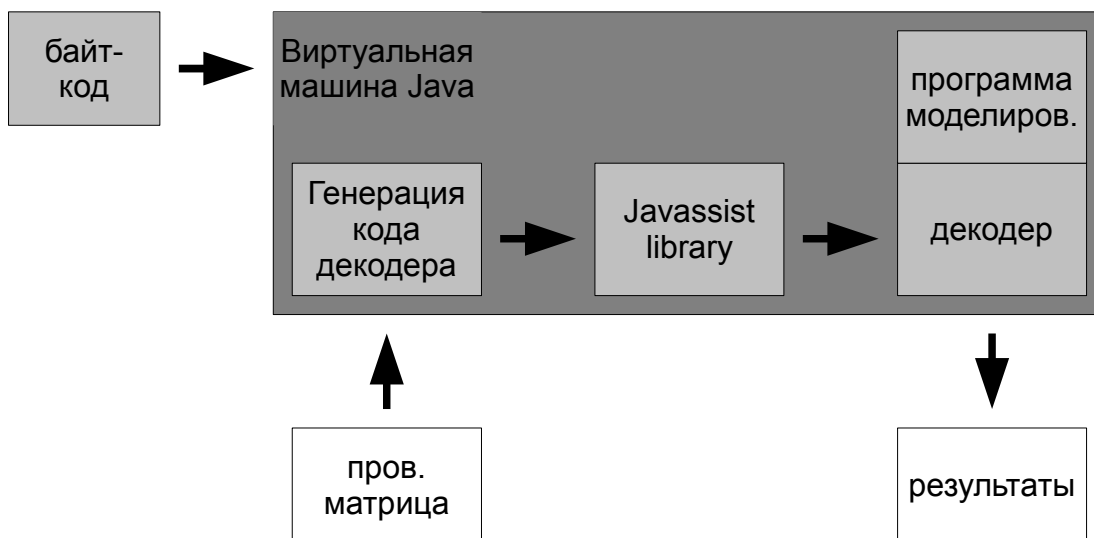 байт-
код
Виртуальная
машина Java
программа
моделиров.
Генерация
кода
декодера
Javassist
library
декодер
пров.
матрица
результаты